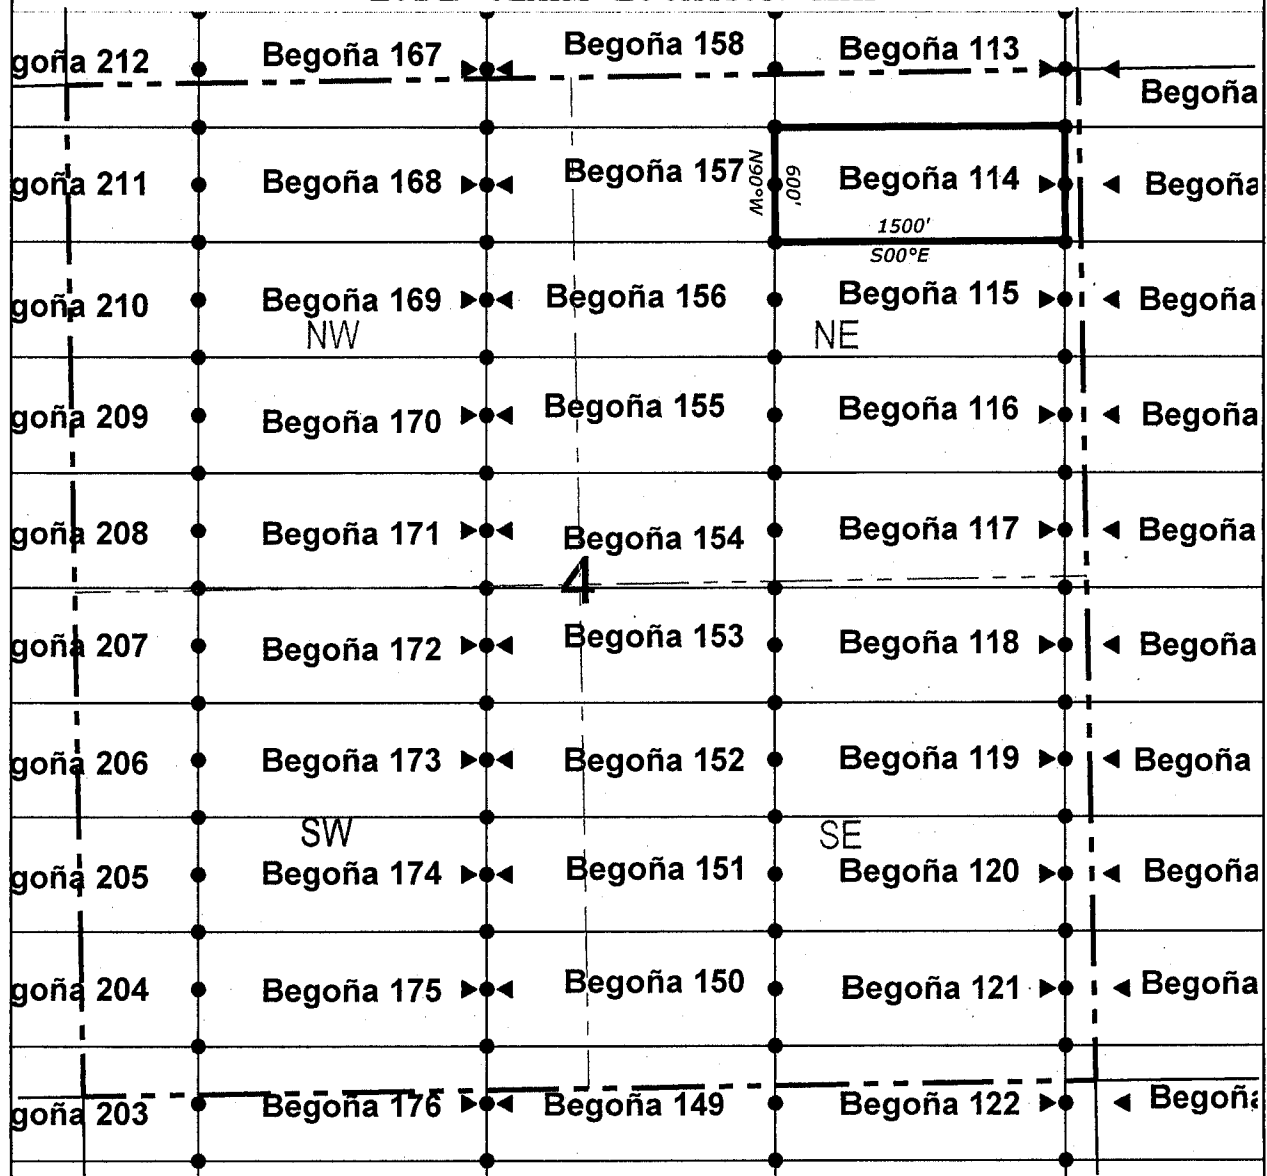 goña 212 Begoña 167 Begoña 158 Begoña 113
Begoña
goña 211 Begoña 168 Begoña 157 N90°W 600' Begoña 114 Begoña
1500'
S00°E
goña 210 Begoña 169 Begoña 156 Begoña 115 Begoña
NW NE
goña 209 Begoña 170 Begoña 155 Begoña 116 Begoña
goña 208 Begoña 171 Begoña 154 Begoña 117 Begoña
4
goña 207 Begoña 172 Begoña 153 Begoña 118 Begoña
goña 206 Begoña 173 Begoña 152 Begoña 119 Begoña
SW SE
goña 205 Begoña 174 Begoña 151 Begoña 120 Begoña
goña 204 Begoña 175 Begoña 150 Begoña 121 Begoña
goña 203 Begoña 176 Begoña 149 Begoña 122 Begoña